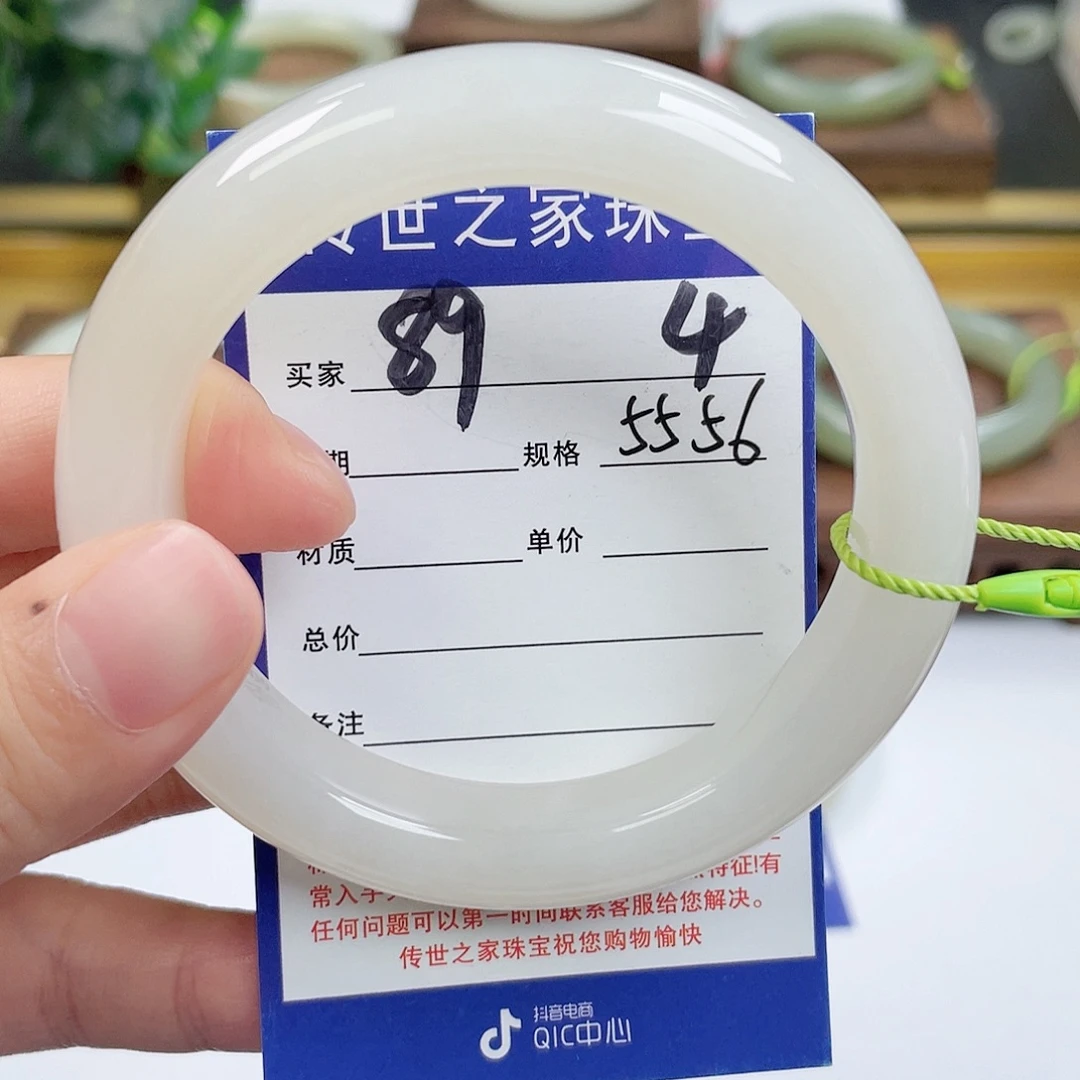 传世之家珠宝
买家 89 4
期 规格 5556
材质 单价
总价
备注
特征!有
常入手
任何问题可以第一时间联系客服给您解决。
传世之家珠宝祝您购物愉快
抖音电商
QIC中心